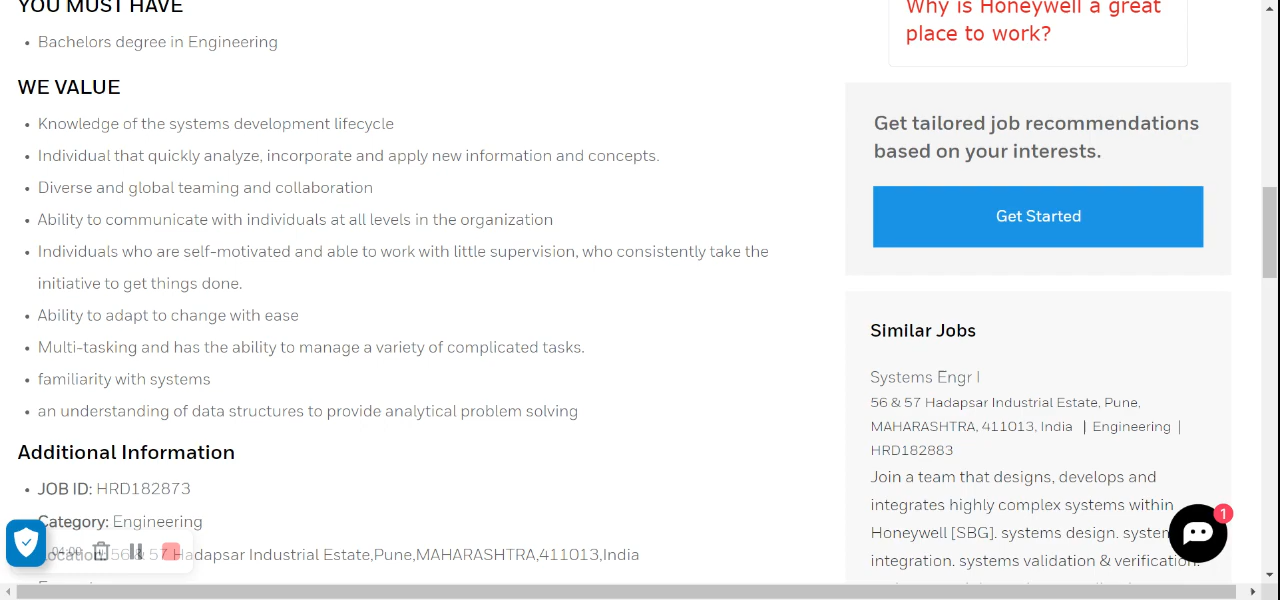 YOU MUST HAVE
• Bachelors degree in Engineering
WE VALUE
• Knowledge of the systems development lifecycle
• Individual that quickly analyze, incorporate and apply new information and concepts.
• Diverse and global teaming and collaboration
• Ability to communicate with individuals at all levels in the organization
• Individuals who are self-motivated and able to work with little supervision, who consistently take the
initiative to get things done.
• Ability to adapt to change with ease
• Multi-tasking and has the ability to manage a variety of complicated tasks.
• familiarity with systems
• an understanding of data structures to provide analytical problem solving
Additional Information
• JOB ID: HRD182873
Category: Engineering
Location: 56 & 57 Hadapsar Industrial Estate,Pune,MAHARASHTRA,411013,India
Why is Honeywell a great
place to work?
Get tailored job recommendations
based on your interests.
Get Started
Similar Jobs
Systems Engr I
56 & 57 Hadapsar Industrial Estate, Pune,
MAHARASHTRA, 411013, India | Engineering |
HRD182883
Join a team that designs, develops and
integrates highly complex systems within
Honeywell [SBG]. systems design. system
integration. systems validation & verification.
1